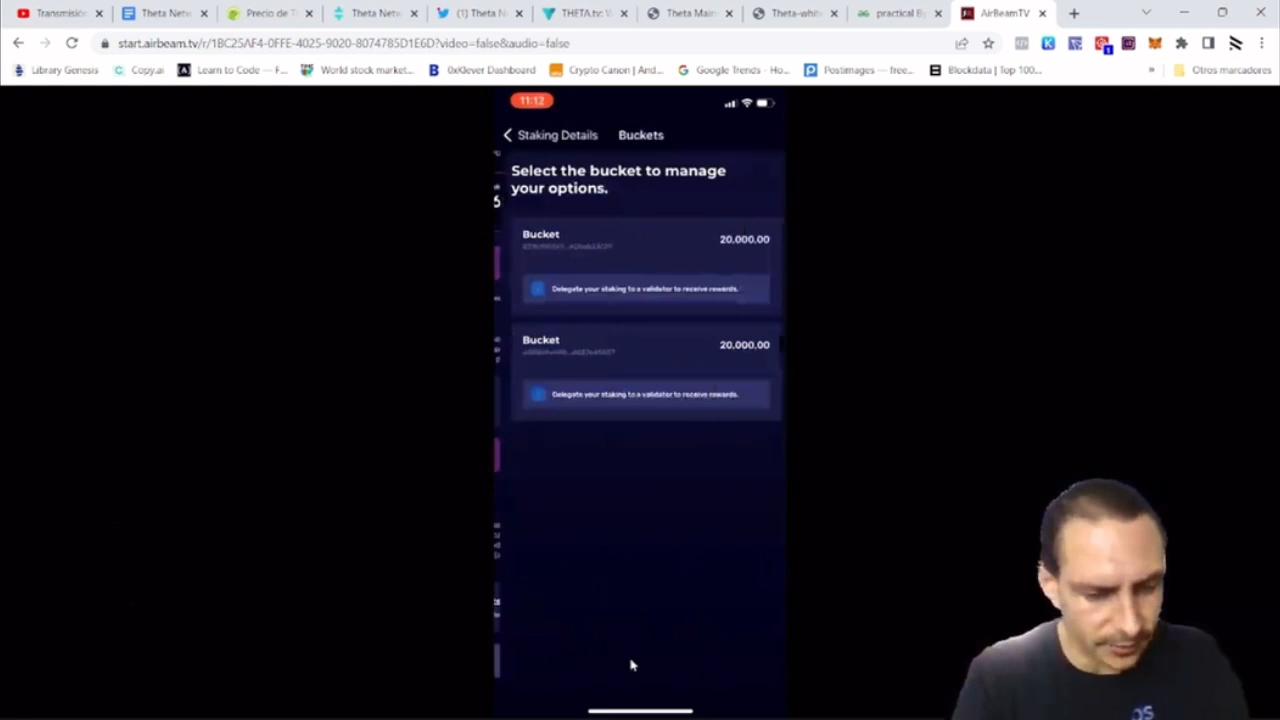 Transmisió
Theta Netw
Precio de T
Theta Netw
(1) Theta N
THETA.tv: W
Theta Main
Theta-white
practical By
AirBeamTV
start.airbeam.tv/r/1BC25AF4-0FFE-4025-9020-8074785D1E6D?video=false&audio=false
Library Genesis
Copy.ai
Learn to Code — F...
World stock market...
0xKlever Dashboard
Crypto Canon | And...
Google Trends - Ho...
Postimages — free...
Blockdata | Top 100...
»
Otros marcadores
11:12
Staking Details
Buckets
Select the bucket to manage
your options.
Bucket
20,000.00
Delegate your staking to a validator to receive rewards.
Bucket
20,000.00
Delegate your staking to a validator to receive rewards.